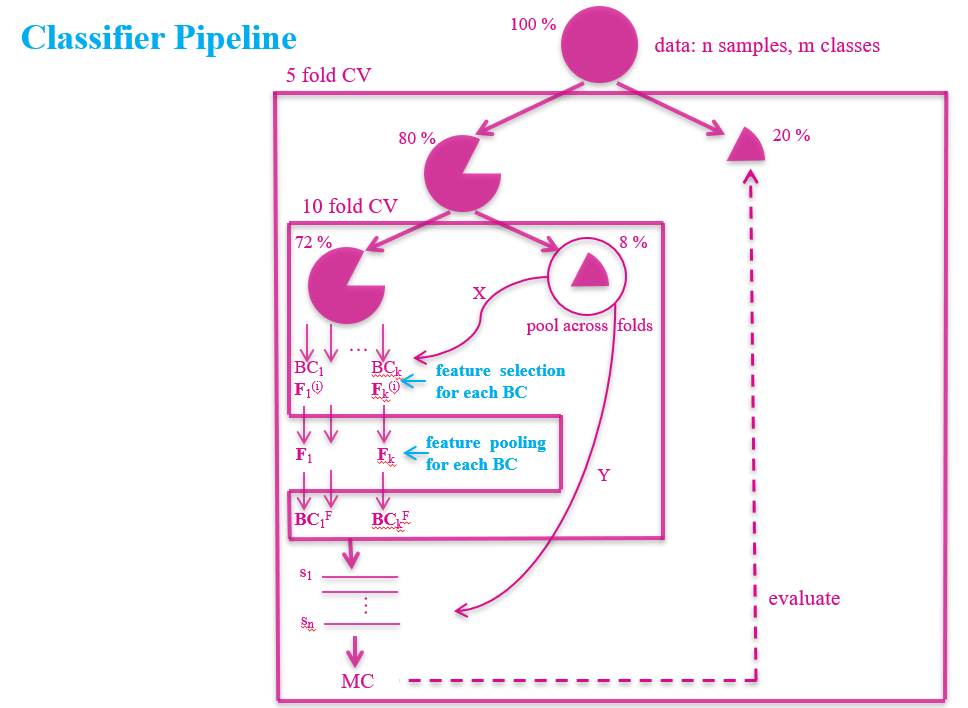 Classifier Pipeline
100 %
data: n samples, m classes
5 fold CV
80 %
20 %
10 fold CV
72 %
8 %
X
pool across folds
...
BC1 BCk
F1(i) Fk(i)
feature selection
for each BC
F1 Fk
feature pooling
for each BC
Y
BC1F BCkF
s1
...
sn
evaluate
MC